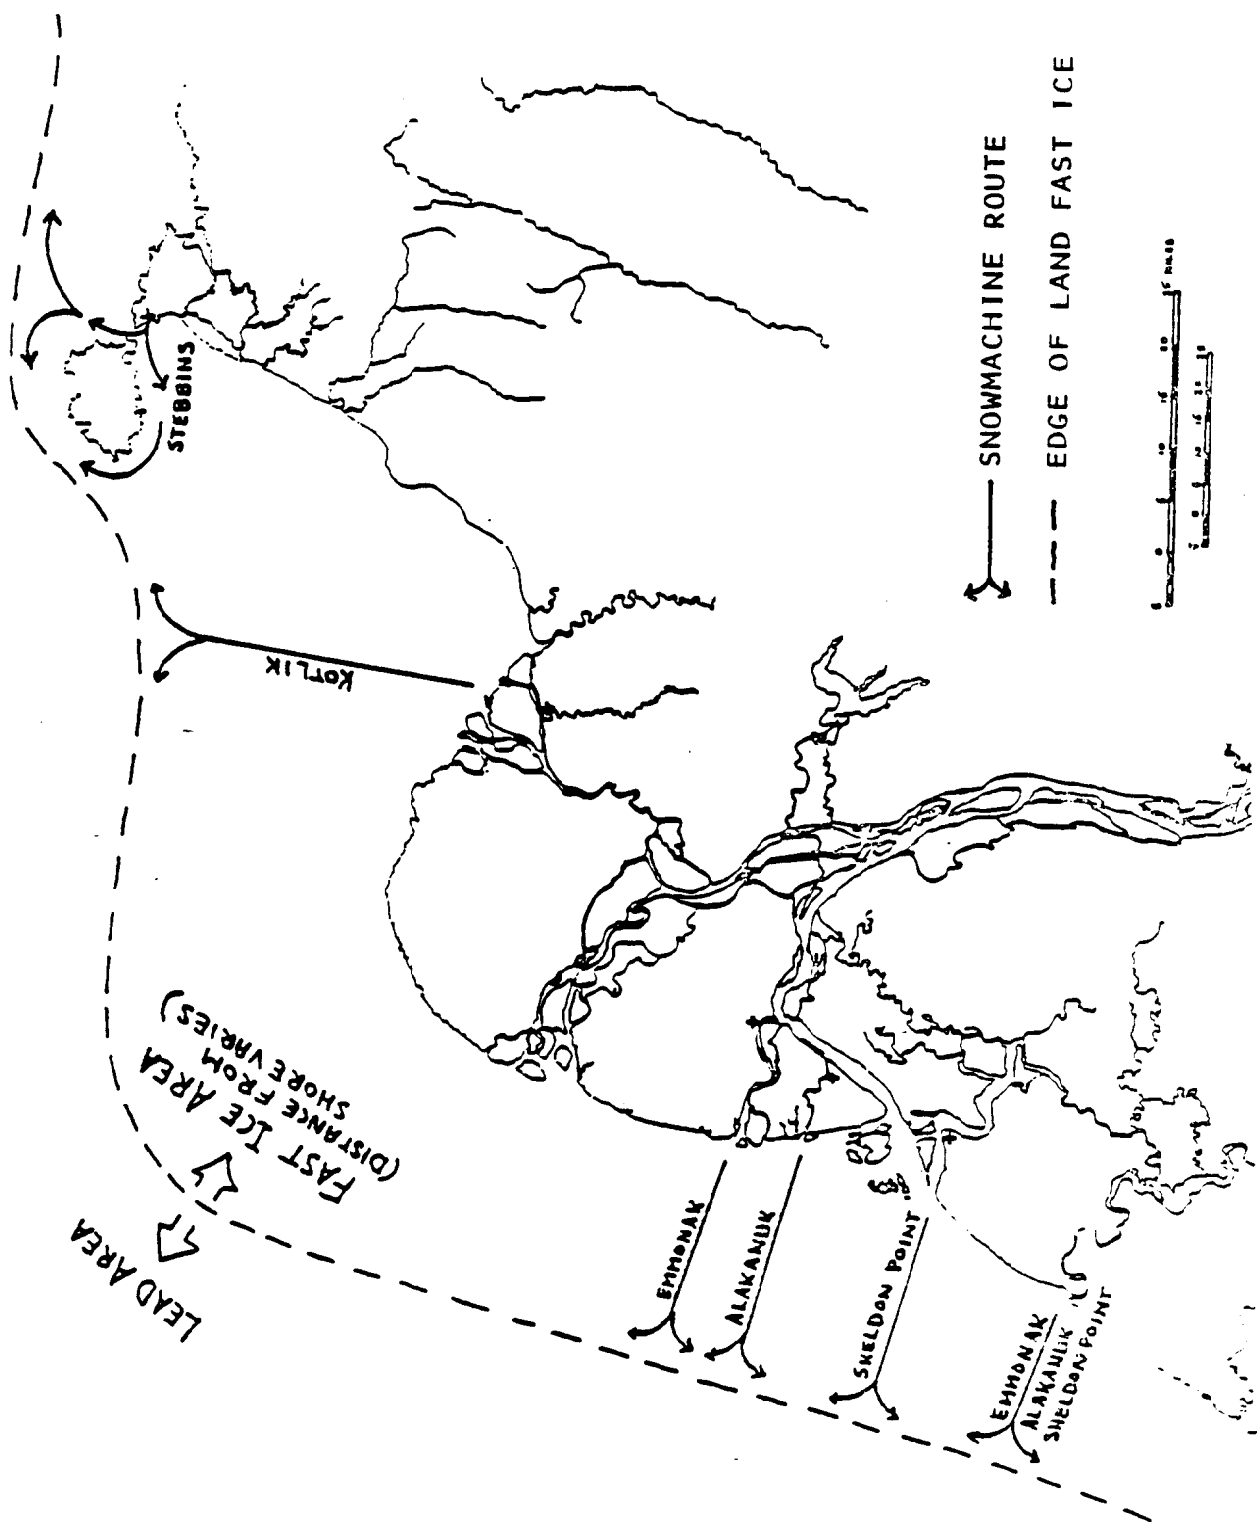 LEAD AREA
FAST ICE AREA
(DISTANCE FROM
SHORE VARIES)
STEBBINS
KOTLIK
EMMONAK
ALAKANUK
SHELDON POINT
EMMONAK
ALAKANUK
SHELDON POINT
SNOWMACHINE ROUTE
EDGE OF LAND FAST ICE